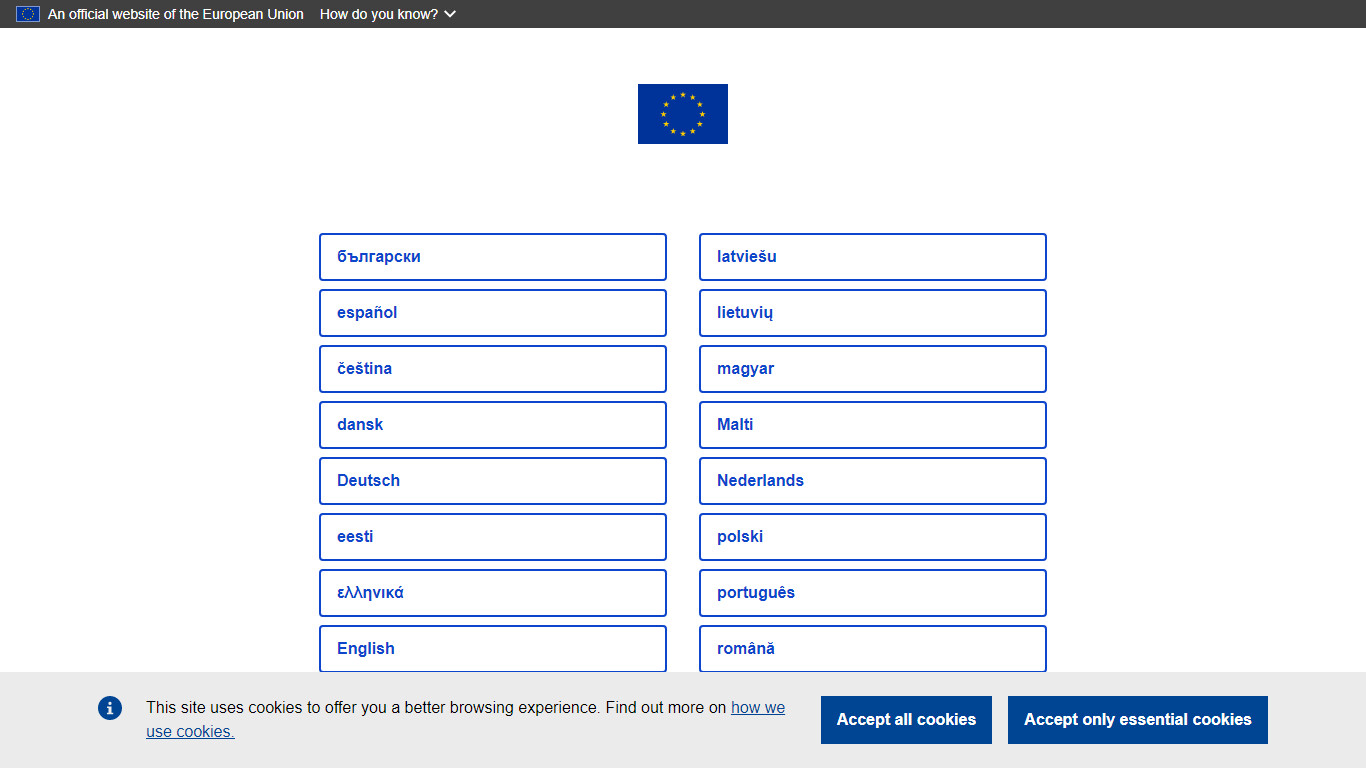 An official website of the European Union How do you know?
български
latviešu
español
lietuvių
čeština
magyar
dansk
Malti
Deutsch
Nederlands
eesti
polski
ελληνικά
português
English
română
This site uses cookies to offer you a better browsing experience. Find out more on how we
use cookies.
Accept all cookies
Accept only essential cookies